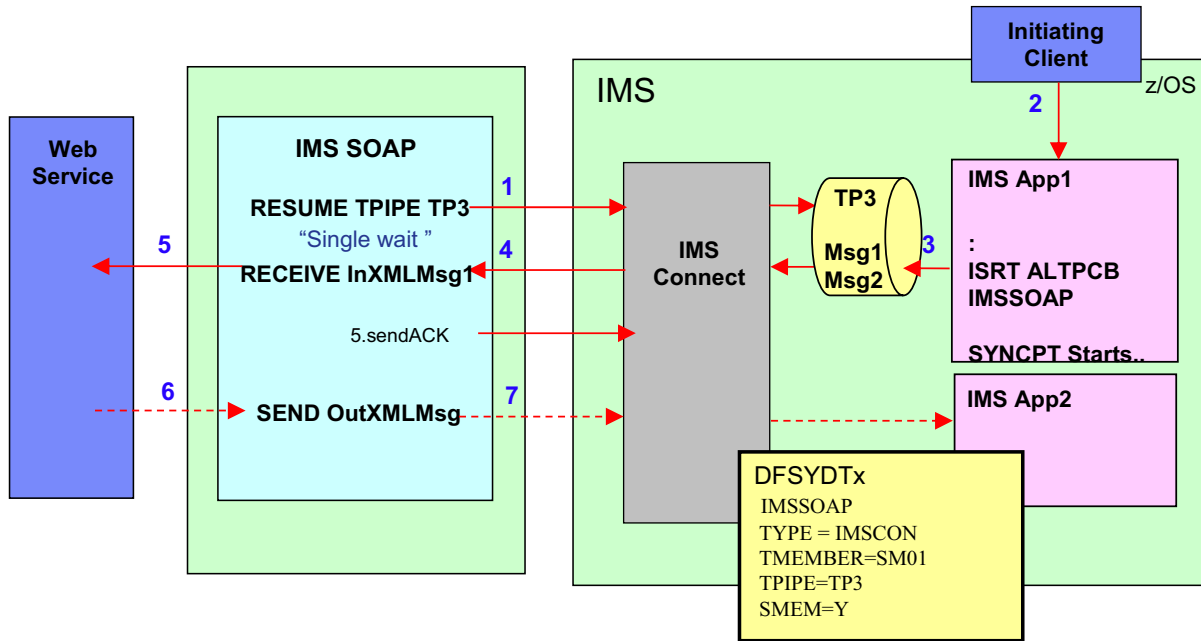 Initiating
Client
IMS
z/OS
2
Web
Service
IMS SOAP
RESUME TPIPE TP3
“Single wait ”
RECEIVE InXMLMsg1
5.sendACK
SEND OutXMLMsg
1
4
5
6
7
IMS
Connect
TP3
Msg1
Msg2
3
IMS App1
:
ISRT ALTPCB
IMSSOAP
SYNCPT Starts..
IMS App2
DFSYDTx
IMSSOAP
TYPE = IMSCON
TMEMBER=SM01
TPIPE=TP3
SMEM=Y